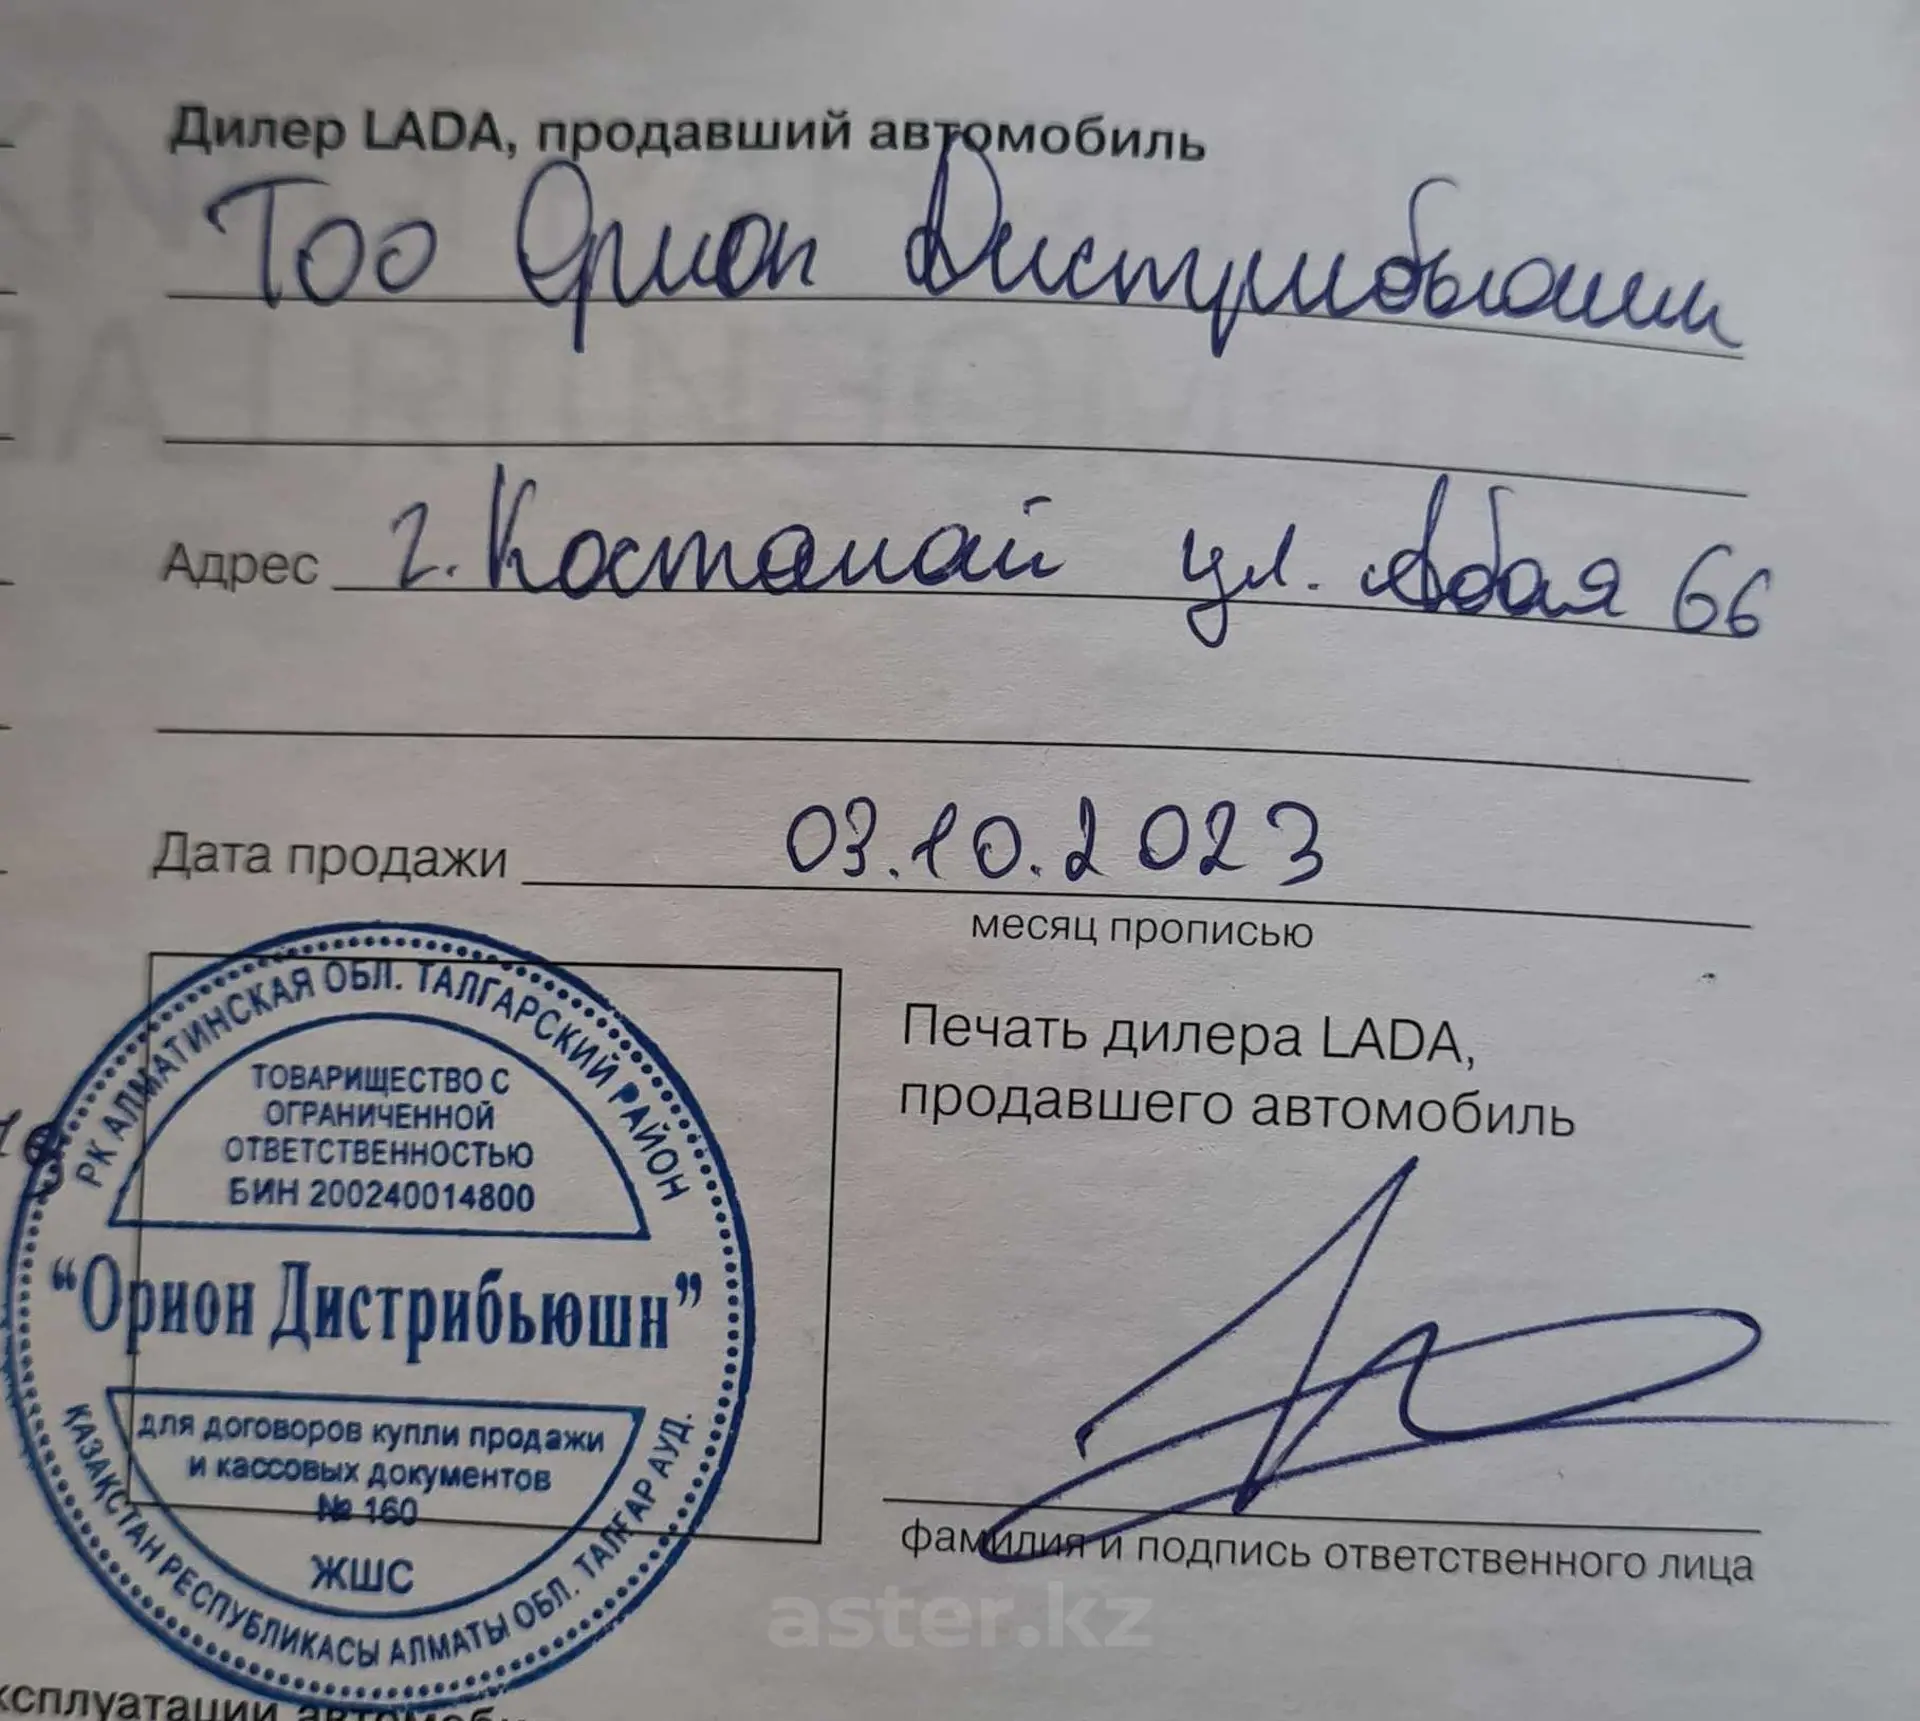 Дилер LADA, продавший автомобиль
Тоо Орион Дистрибьюшн
Адрес г. Костанай ул. Абая 66
Дата продажи 03.10.2023
месяц прописью
Печать дилера LADA,
продавшего автомобиль
фамилия и подпись ответственного лица
РК АЛМАТИНСКАЯ ОБЛ. ТАЛГАРСКИЙ РАЙОН
ТОВАРИЩЕСТВО С
ОГРАНИЧЕННОЙ
ОТВЕТСТВЕННОСТЬЮ
БИН 200240014800
“Орион Дистрибьюшн”
для договоров купли продажи
и кассовых документов
№ 160
ЖШС
ҚАЗАҚСТАН РЕСПУБЛИКАСЫ АЛМАТЫ ОБЛ. ТАЛҒАР АУД.
aster.kz